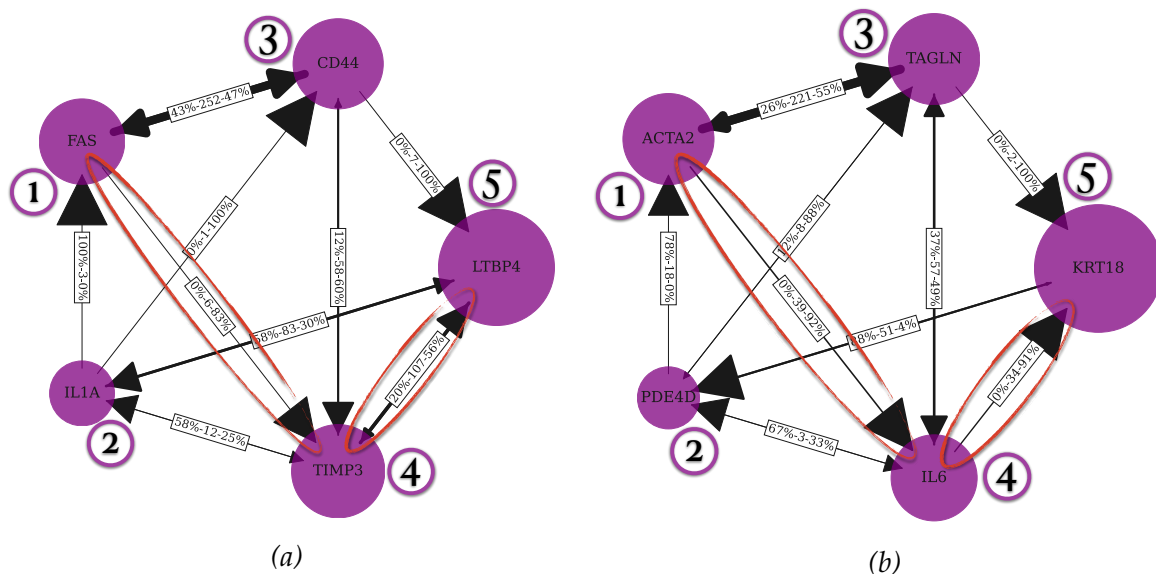 3
CD44
43%-252-47%
FAS
1
0%-7-100%
5
0%-1-100%
100%-3-0%
12%-58-60%
LTBP4
0%-6-83%
58%-83-30%
20%-107-56%
IL1A
2
58%-12-25%
TIMP3
4
(a)
3
TAGLN
26%-221-55%
ACTA2
1
0%-2-100%
5
12%-8-88%
78%-18-0%
37%-57-49%
KRT18
0%-39-92%
88%-51-4%
0%-34-91%
PDE4D
2
67%-3-33%
IL6
4
(b)